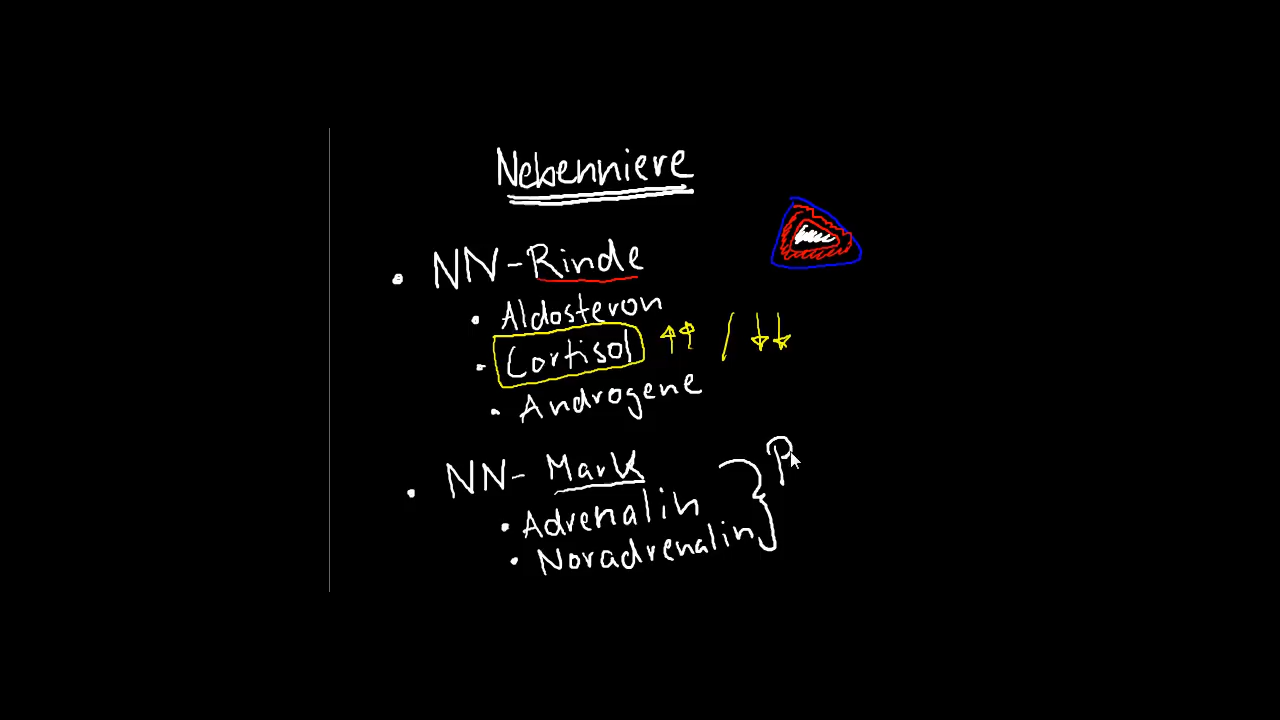 Nebenniere
• NN-Rinde
• Aldosteron
• Cortisol ↑↑ / ↓↓
• Androgene
• NN-Mark
• Adrenalin
• Noradrenalin } P